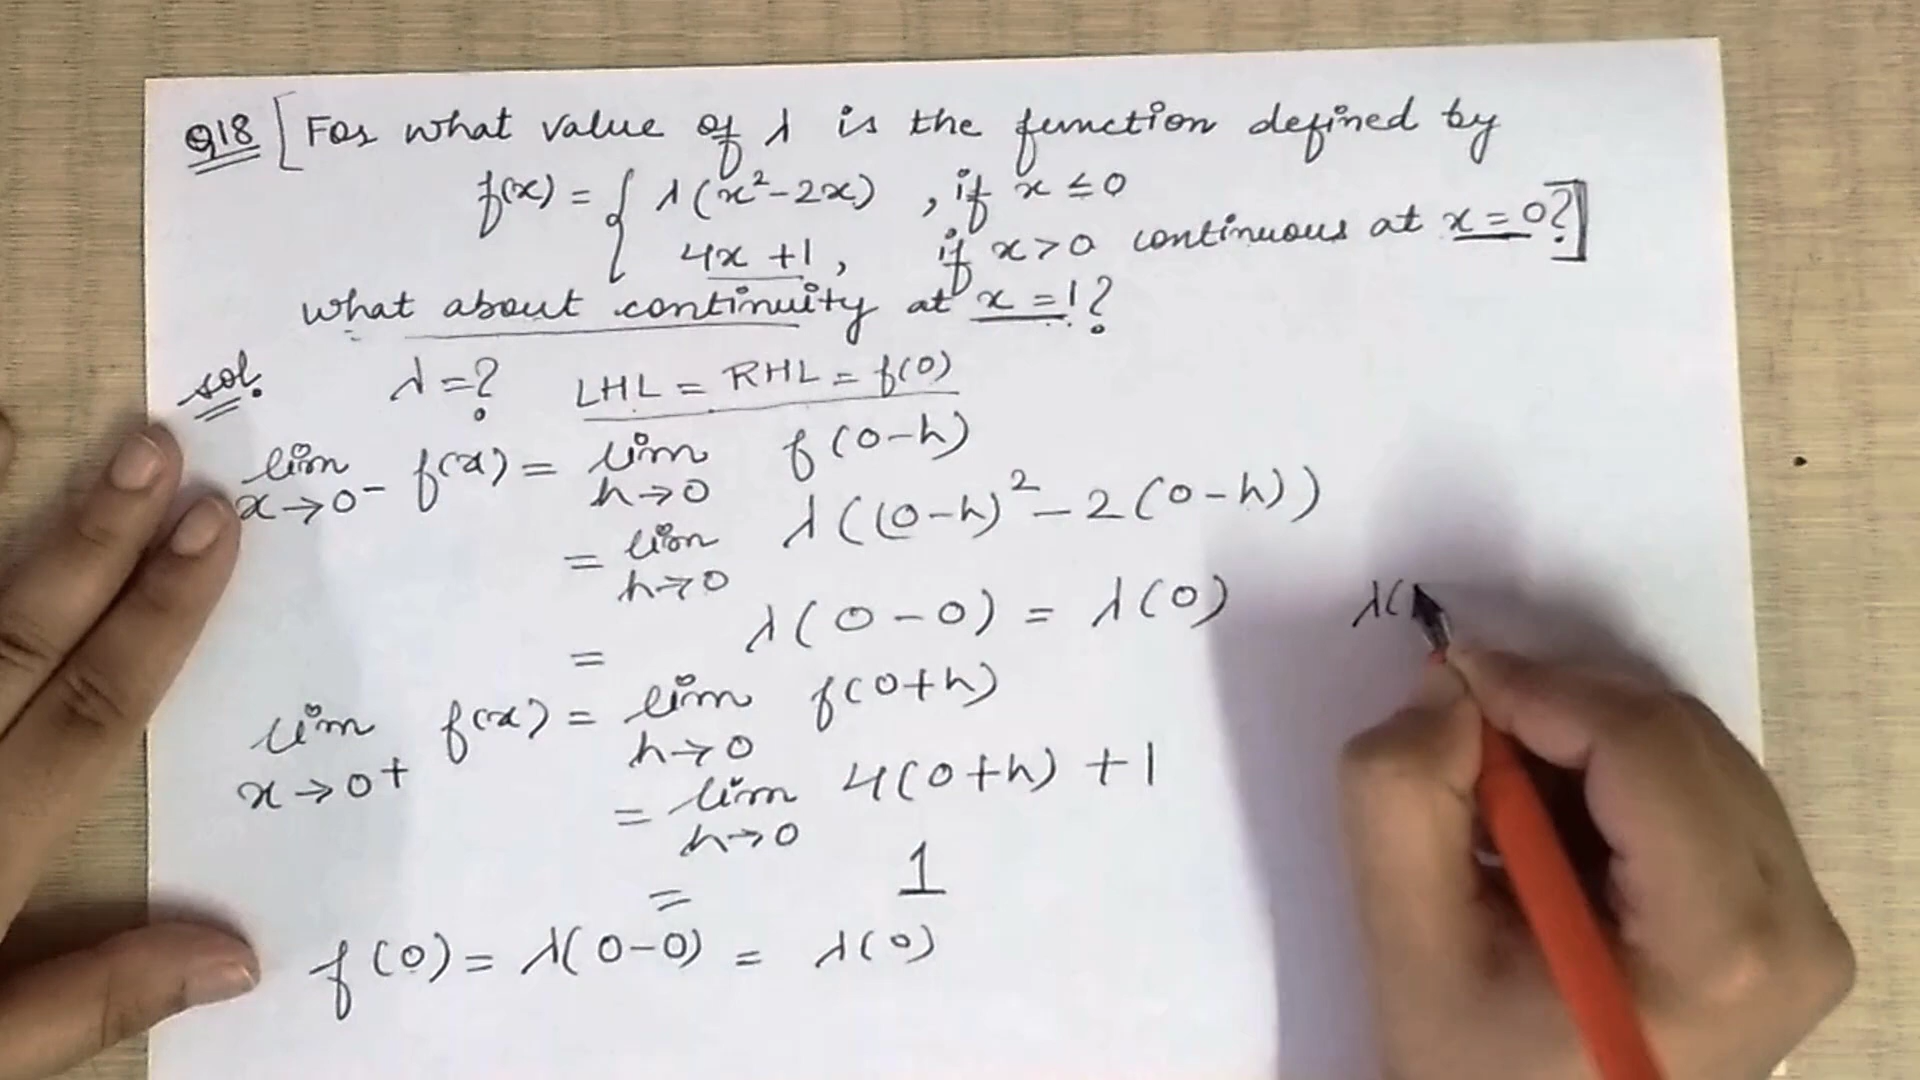 Q18 [For what value of λ is the function defined by
f(x) = { λ(x²-2x) , if x ≤ 0
4x +1 , if x > 0 continuous at x = 0?]
what about continuity at x = 1?
sol. λ = ? LHL = RHL = f(0)
lim x→0- f(x) = lim h→0 f(0-h)
= lim h→0 λ((0-h)²-2(0-h))
= λ(0-0) = λ(0) λ(
lim x→0+ f(x) = lim h→0 f(0+h)
= lim h→0 4(0+h) +1
= 1
f(0) = λ(0-0) = λ(0)